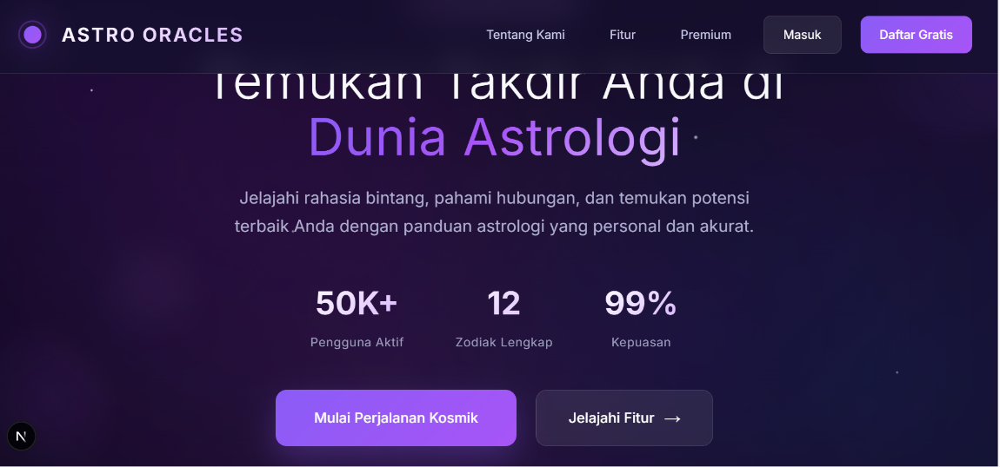 ASTRO ORACLES
Tentang Kami
Fitur
Premium
Masuk
Daftar Gratis
Temukan Takdir Anda di
Dunia Astrologi
Jelajahi rahasia bintang, pahami hubungan, dan temukan potensi
terbaik Anda dengan panduan astrologi yang personal dan akurat.
50K+
12
99%
Pengguna Aktif
Zodiak Lengkap
Kepuasan
Mulai Perjalanan Kosmik
Jelajahi Fitur →
N